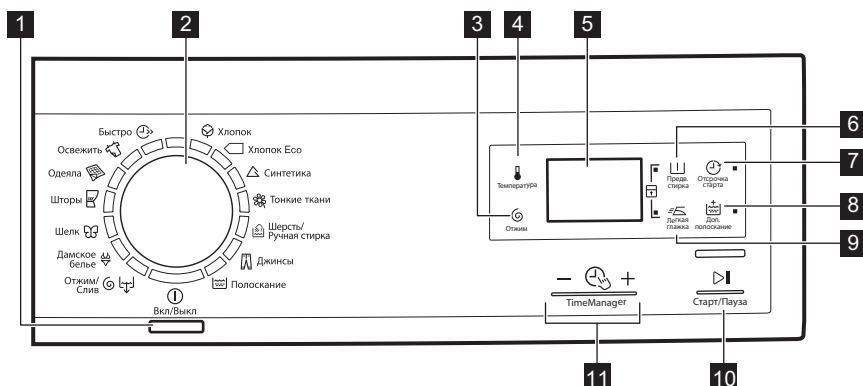 1
2
3
4
5
Быстро
Хлопок
Освежить
Хлопок Eco
Одеяла
Синтетика
Шторы
Тонкие ткани
Шелк
Шерсть/
Ручная стирка
Дамское
белье
Джинсы
Отжим/
Слив
Полоскание
Вкл/Выкл
Температура
Отжим
Предв.
стирка
Отсрочка
старта
Легкая
глажка
Доп.
полоскание
6
7
8
9
− +
TimeManager
Старт/Пауза
11
10